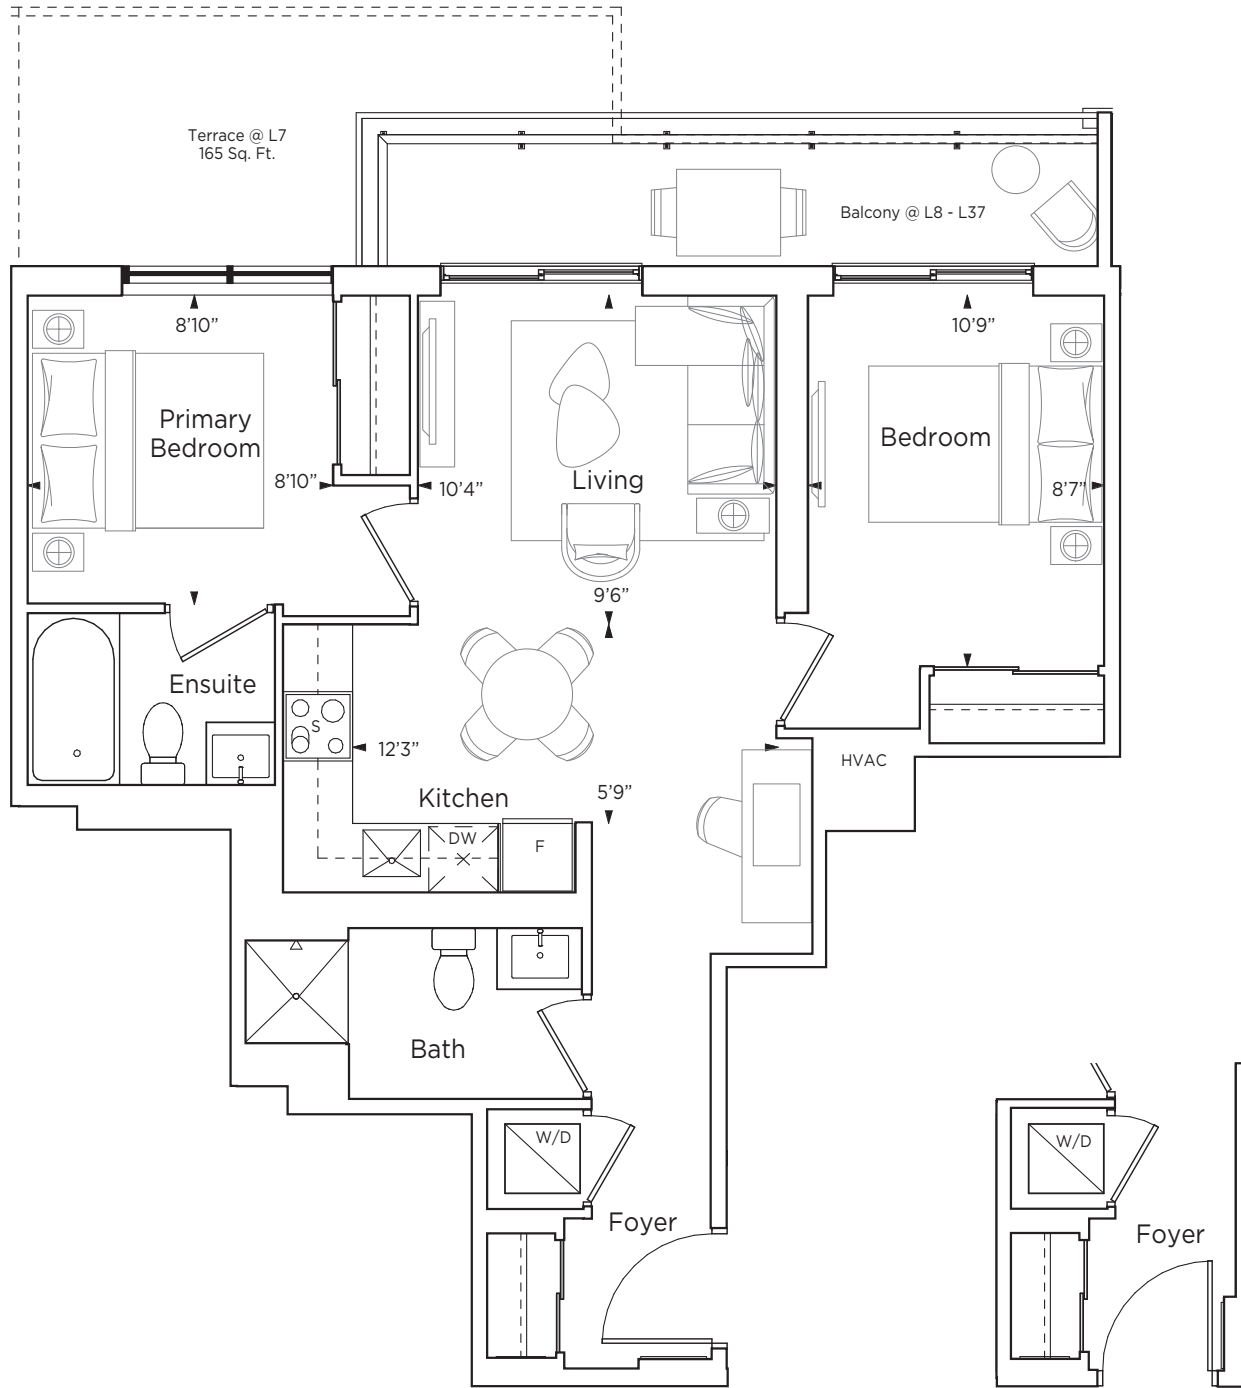 Terrace @ L7
165 Sq. Ft.
Balcony @ L8 - L37
8’10”
10’9”
Primary
Bedroom
Bedroom
8’10”
10’4”
Living
8’7”
9’6”
Ensuite
S
12’3”
HVAC
Kitchen
5’9”
DW
F
Bath
W/D
W/D
Foyer
Foyer